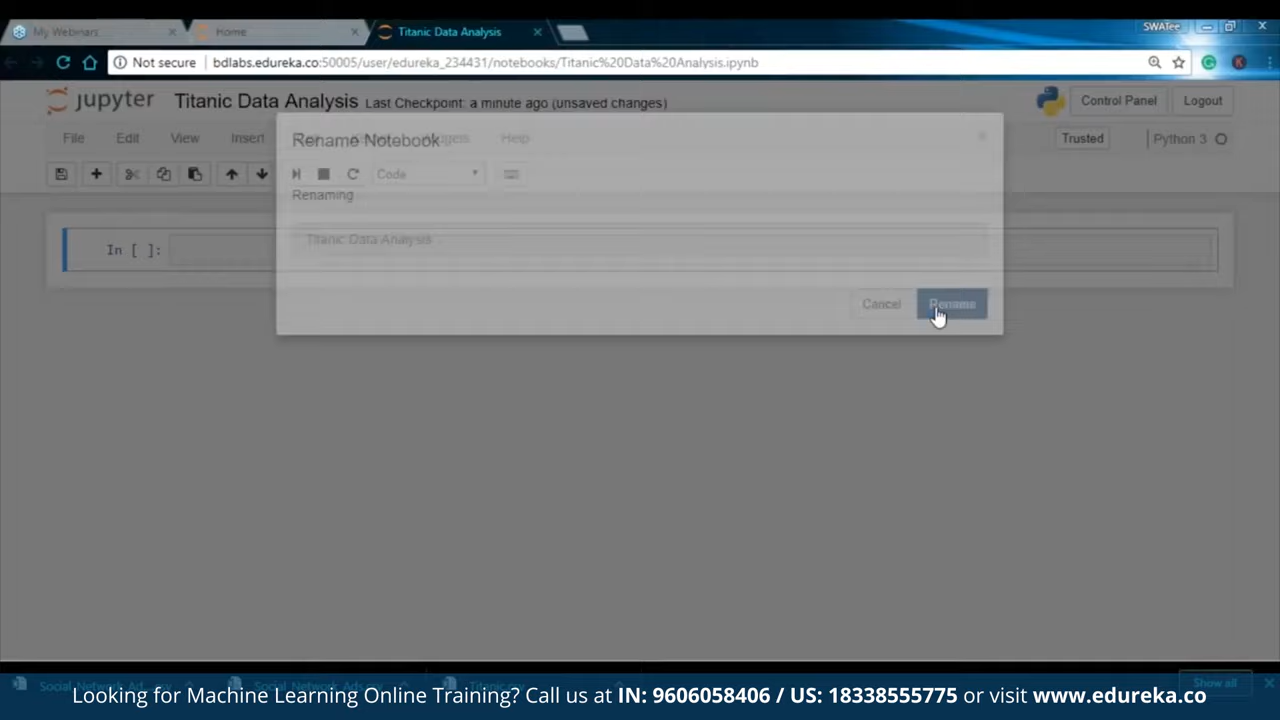 My Webinars
Home
Titanic Data Analysis
SWATee
Not secure
bdlabs.edureka.co:50005/user/edureka_234431/notebooks/Titanic%20Data%20Analysis.ipynb
jupyter Titanic Data Analysis Last Checkpoint: a minute ago (unsaved changes)
Control Panel
Logout
File Edit View Insert Help
Rename Notebook
Trusted
Python 3
Code
Renaming
Titanic Data Analysis
In [ ]:
Cancel
Rename
Show all
Looking for Machine Learning Online Training? Call us at IN: 9606058406 / US: 18338555775 or visit www.edureka.co